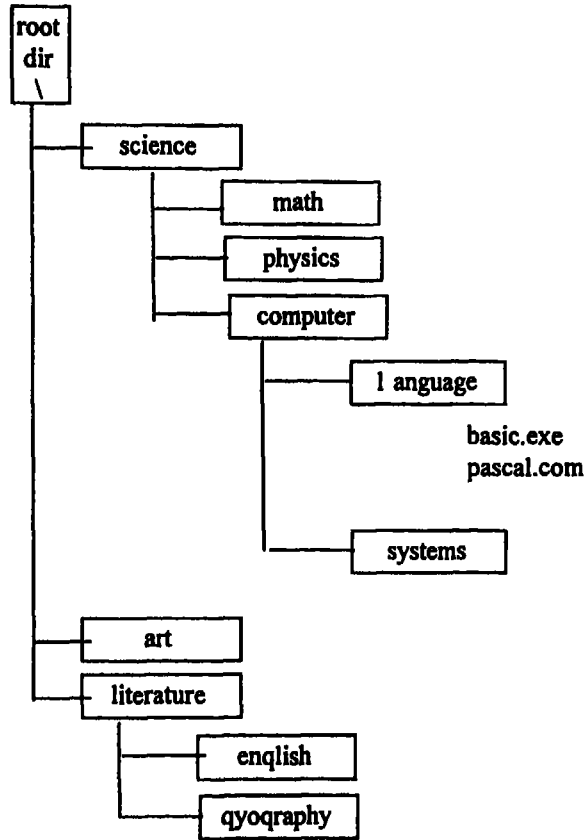 root
dir
\
science
math
physics
computer
l anguage
basic.exe
pascal.com
systems
art
literature
enqlish
qyoqraphy